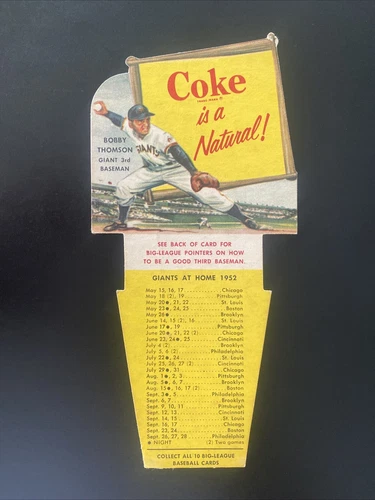 Coke
TRADE-MARK ®
is a
Natural!
BOBBY
THOMSON
GIANT 3rd
BASEMAN
GIANTS
SEE BACK OF CARD FOR
BIG-LEAGUE POINTERS ON HOW
TO BE A GOOD THIRD BASEMAN
GIANTS AT HOME 1952
May 15, 16, 17 ........ Chicago
May 18 (2), 19 ........ Pittsburgh
May 20●, 21, 22 ........ St. Louis
May 23●, 24, 25 ........ Boston
May 26● ........ Brooklyn
June 14, 15 (2), 16 ........ St. Louis
June 17●, 19 ........ Pittsburgh
June 20●, 21, 22 (2) ........ Chicago
June 23, 24●, 25 ........ Cincinnati
July 4 (2) ........ Brooklyn
July 5, 6 (2) ........ Philadelphia
July 22●, 24 ........ St. Louis
July 25, 26, 27 (2) ........ Cincinnati
July 29●, 31 ........ Chicago
Aug. 1●, 2, 3 ........ Pittsburgh
Aug. 5●, 6, 7 ........ Brooklyn
Aug. 15●, 16, 17 (2) ........ Boston
Sept. 3●, 5 ........ Philadelphia
Sept. 6, 7 ........ Brooklyn
Sept. 9, 10, 11 ........ Pittsburgh
Sept. 12, 13 ........ Cincinnati
Sept. 14, 15 ........ St. Louis
Sept. 16, 17 ........ Chicago
Sept. 23, 24 ........ Boston
Sept. 26, 27, 28 ........ Philadelphia
● NIGHT (2) Two games
COLLECT ALL 10 BIG-LEAGUE
BASEBALL CARDS